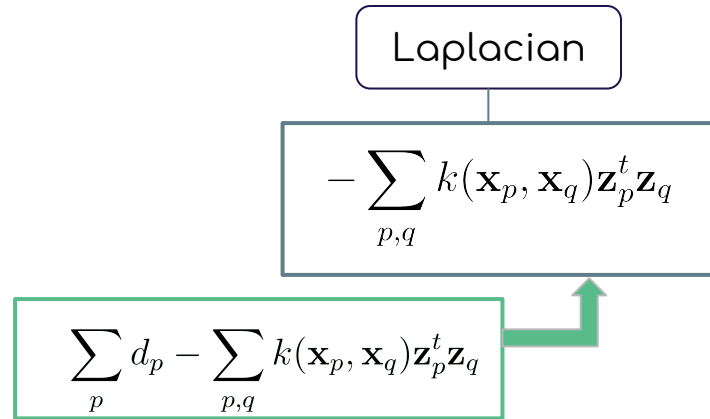 Laplacian
− ∑_{p,q} k(𝐱_p, 𝐱_q)𝐳_p^t 𝐳_q
∑_p d_p − ∑_{p,q} k(𝐱_p, 𝐱_q)𝐳_p^t 𝐳_q